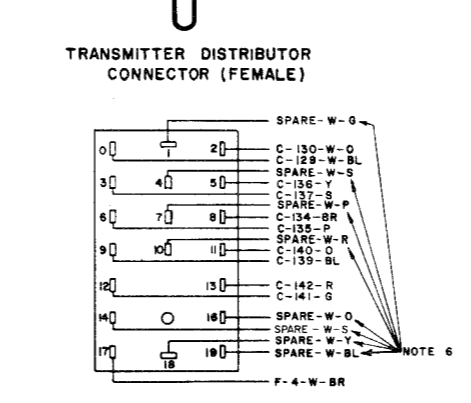 TRANSMITTER DISTRIBUTOR
CONNECTOR (FEMALE)
SPARE-W-G
0 1 2 C-130-W-O
C-129-W-BL
SPARE-W-S
3 4 5 C-136-Y
C-137-S
SPARE-W-P
6 7 8 C-134-BR
C-135-P
SPARE-W-R
9 10 11 C-140-O
C-139-BL
12 13 C-142-R
C-141-G
14 16 SPARE-W-O
SPARE-W-S
SPARE-W-Y
17 18 19 SPARE-W-BL NOTE 6
F-4-W-BR